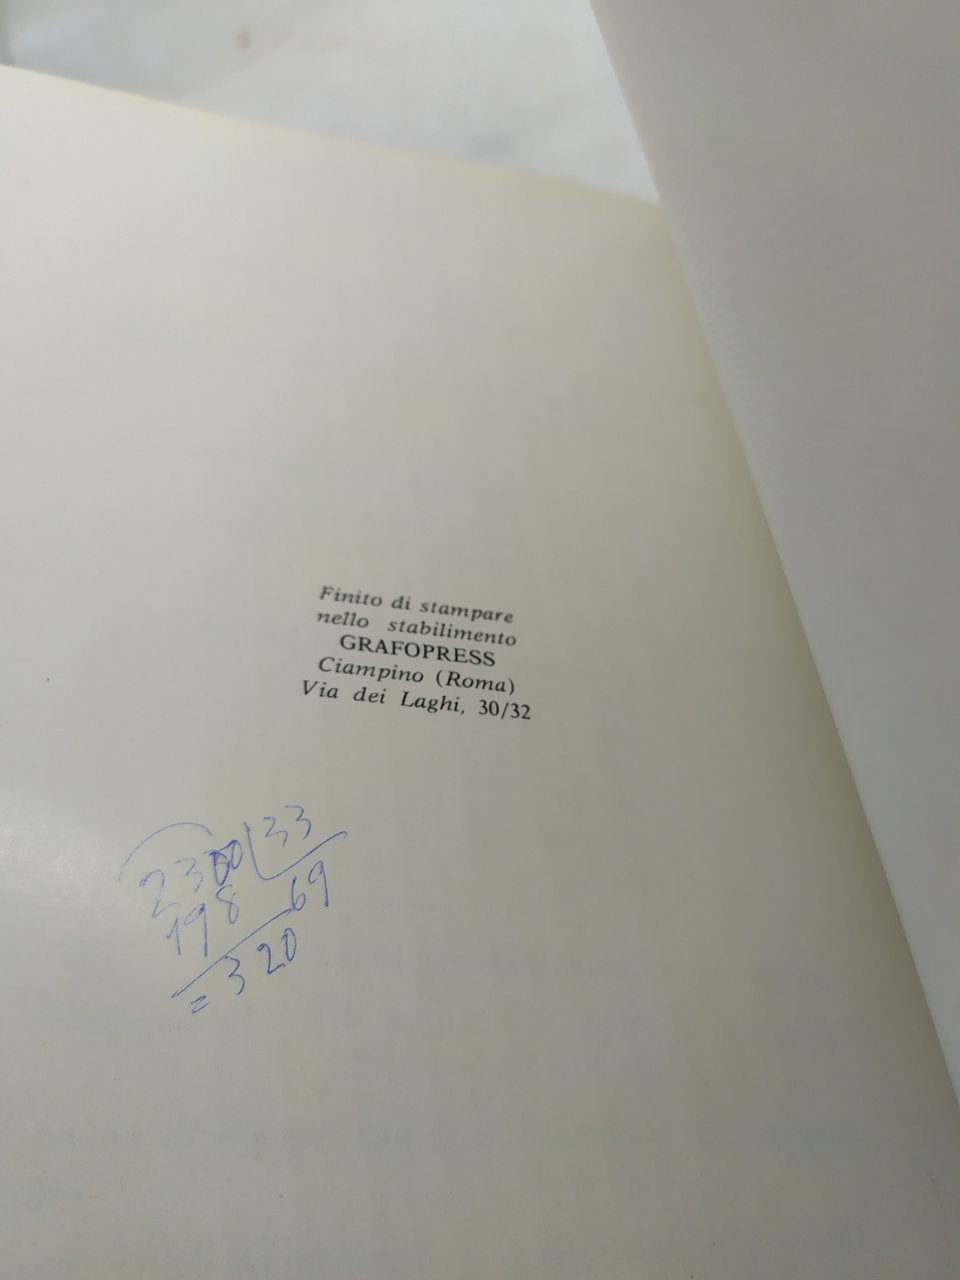 Finito di stampare
nello stabilimento
GRAFOPRESS
Ciampino (Roma)
Via dei Laghi, 30/32
2300 33
198 69
= 320